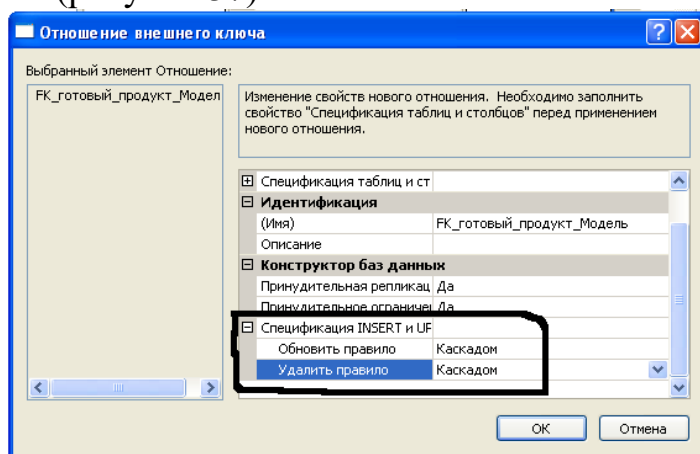 Отношение внешнего ключа
Выбранный элемент Отношение:
FK_готовый_продукт_Модел
Изменение свойств нового отношения. Необходимо заполнить
свойство "Спецификация таблиц и столбцов" перед применением
нового отношения.
Спецификация таблиц и ст
Идентификация
(Имя) FK_готовый_продукт_Модель
Описание
Конструктор баз данных
Принудительная репликац Да
Принудительное ограничен Да
Спецификация INSERT и UP
Обновить правило Каскадом
Удалить правило Каскадом
ОК Отмена